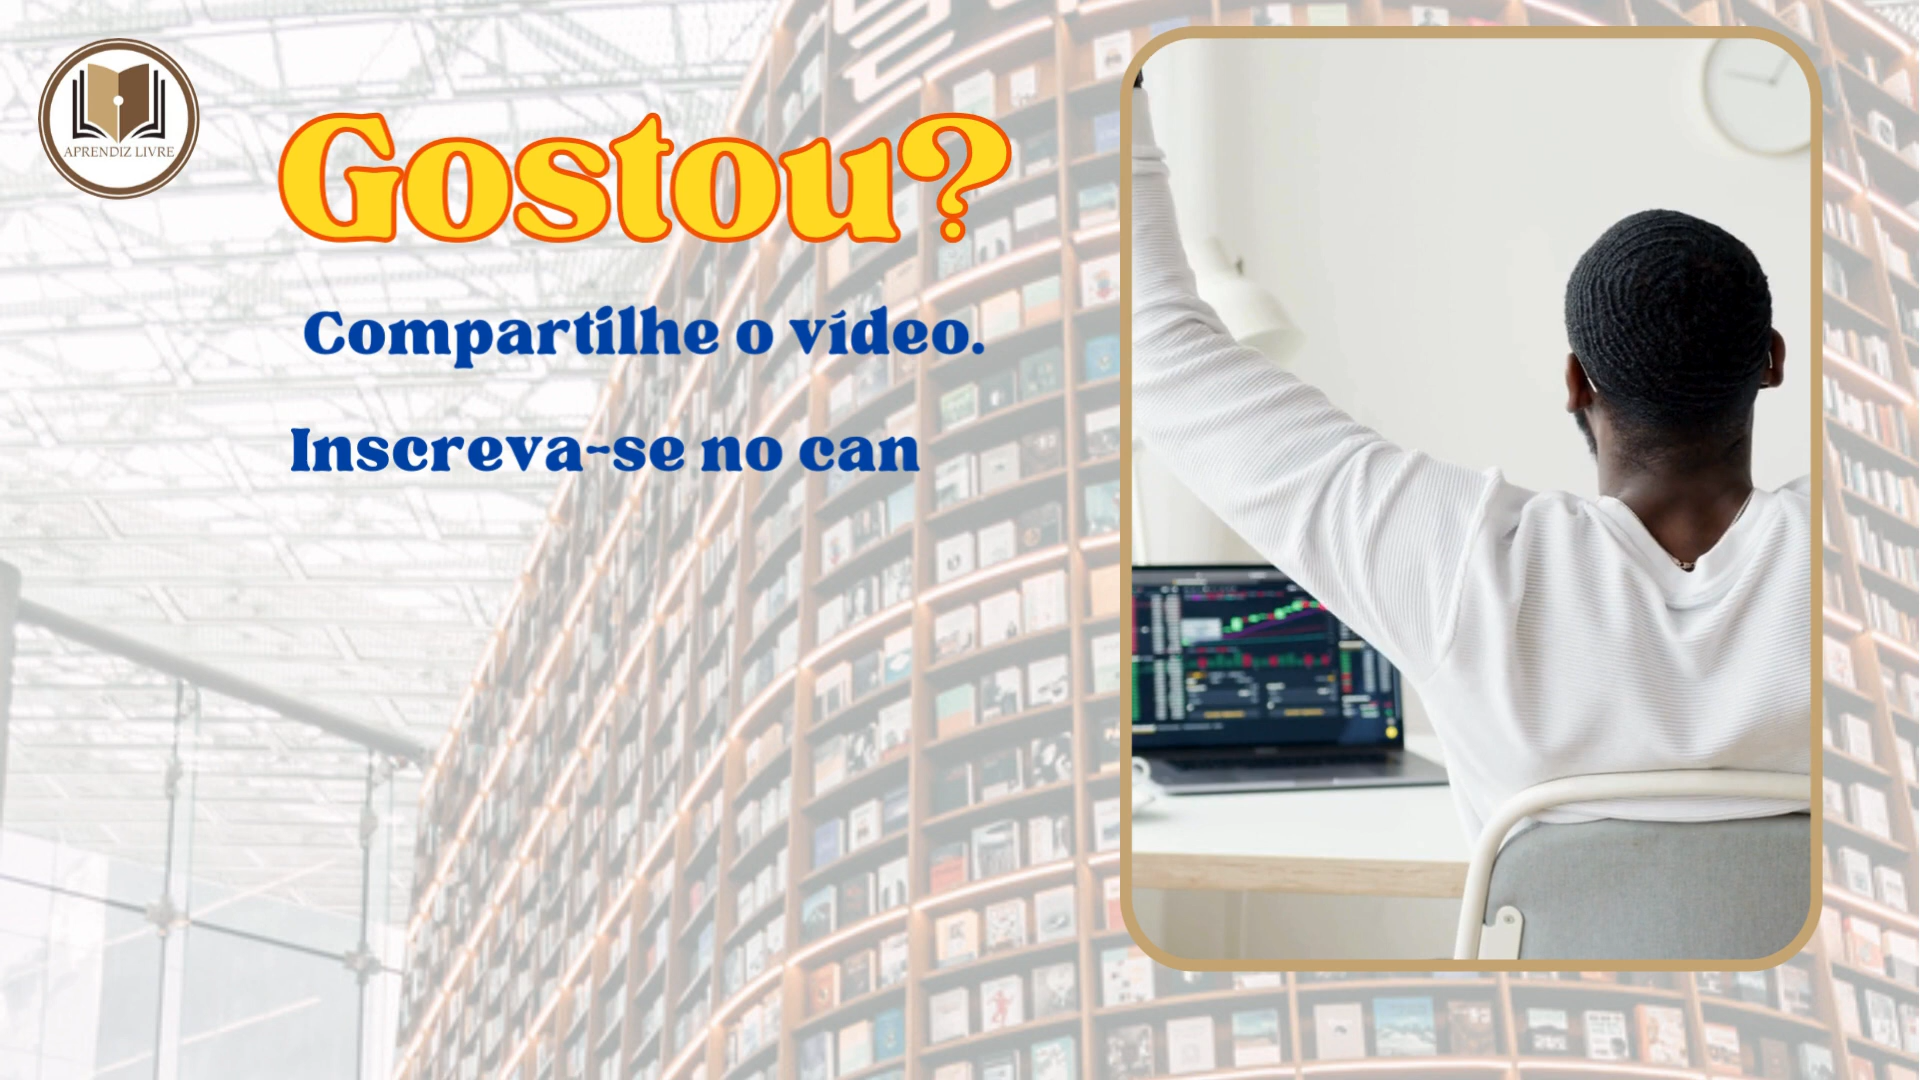 APRENDIZ LIVRE
Gostou?
Compartilhe o vídeo.
Inscreva-se no can